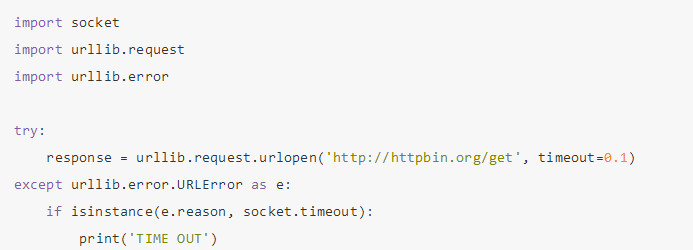 import socket
import urllib.request
import urllib.error

try:
    response = urllib.request.urlopen('http://httpbin.org/get', timeout=0.1)
except urllib.error.URLError as e:
    if isinstance(e.reason, socket.timeout):
        print('TIME OUT')